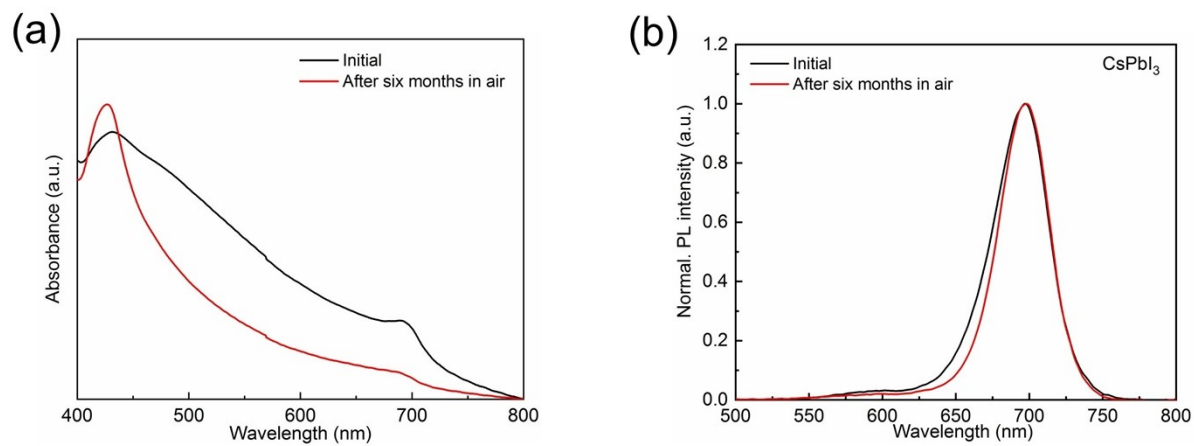 (a)
Initial
After six months in air
Absorbance (a.u.)
400 500 600 700 800
Wavelength (nm)
(b)
1.2
1.0
0.8
0.6
0.4
0.2
0.0
Initial
After six months in air
CsPbI₃
Normal. PL intensity (a.u.)
500 550 600 650 700 750 800
Wavelength (nm)